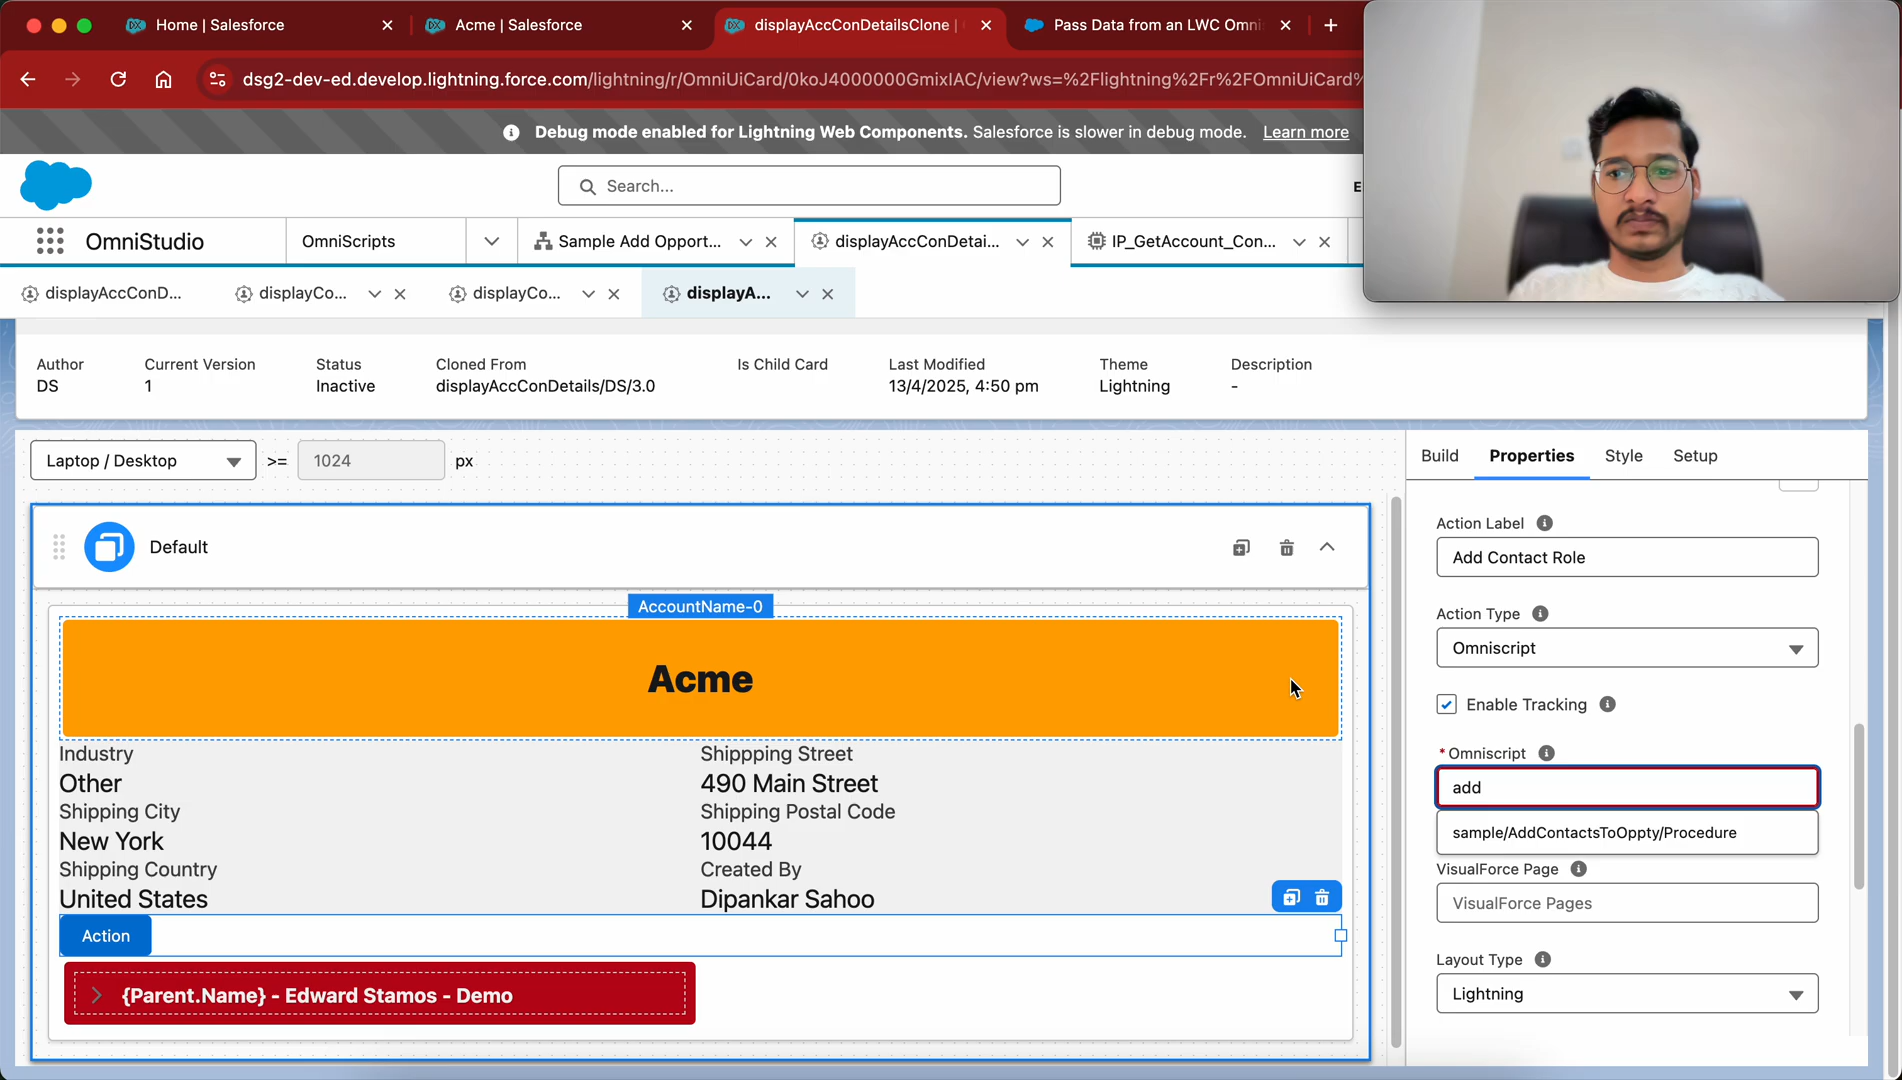 Home | Salesforce
Acme | Salesforce
displayAccConDetailsClone |
Pass Data from an LWC Omni
dsg2-dev-ed.develop.lightning.force.com/lightning/r/OmniUiCard/0koJ4000000GmixIAC/view?ws=%2Flightning%2Fr%2FOmniUiCard%
Debug mode enabled for Lightning Web Components. Salesforce is slower in debug mode. Learn more
Search...
E
OmniStudio
OmniScripts
Sample Add Opport...
displayAccConDetai...
IP_GetAccount_Con...
displayAccConD...
displayCo...
displayCo...
displayA...
Author
Current Version
Status
Cloned From
Is Child Card
Last Modified
Theme
Description
DS
1
Inactive
displayAccConDetails/DS/3.0
13/4/2025, 4:50 pm
Lightning
-
Laptop / Desktop
>=
1024
px
Build
Properties
Style
Setup
Default
AccountName-0
Acme
Industry
Other
Shipping City
New York
Shipping Country
United States
Shippping Street
490 Main Street
Shipping Postal Code
10044
Created By
Dipankar Sahoo
Action
{Parent.Name} - Edward Stamos - Demo
Action Label
Add Contact Role
Action Type
Omniscript
Enable Tracking
* Omniscript
add
sample/AddContactsToOppty/Procedure
VisualForce Page
VisualForce Pages
Layout Type
Lightning